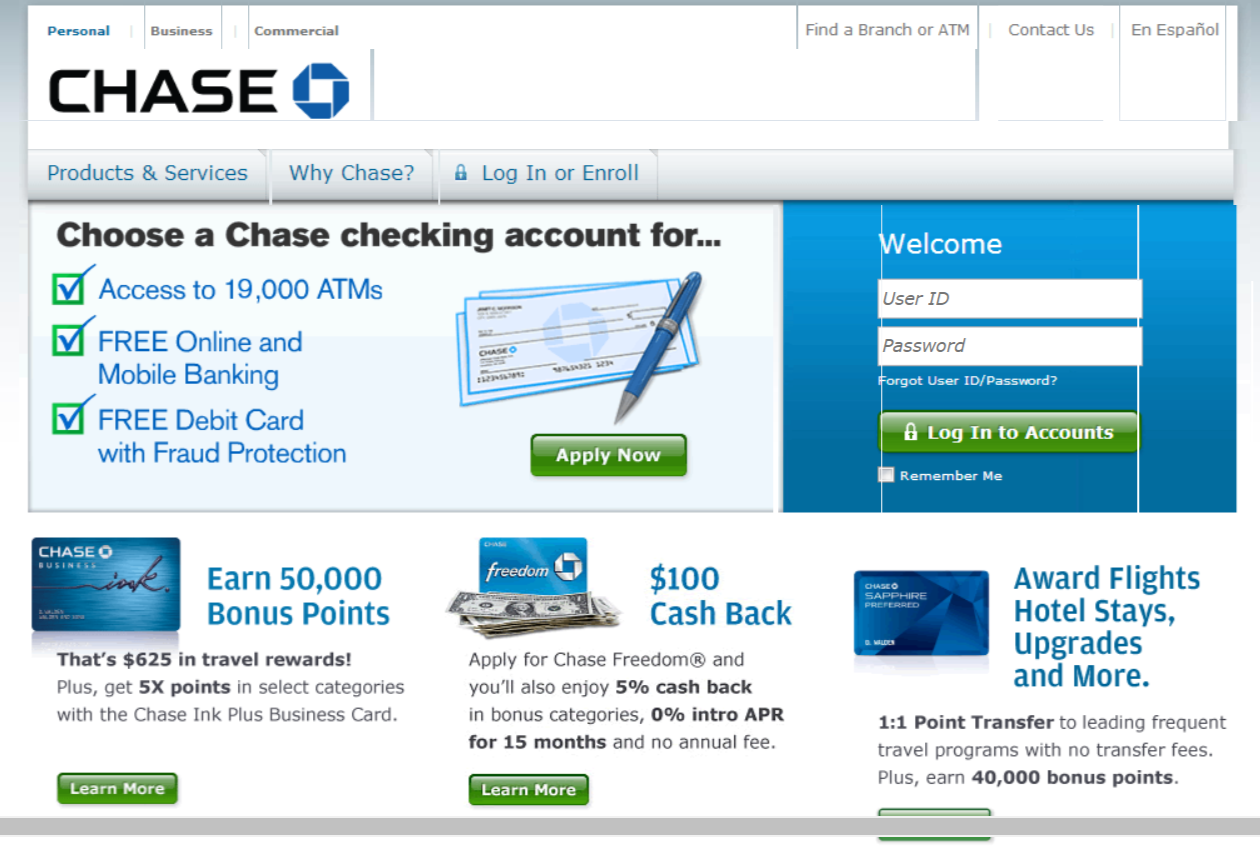 Personal | Business | Commercial
Find a Branch or ATM | Contact Us | En Español
CHASE
Products & Services
Why Chase?
Log In or Enroll
Choose a Chase checking account for...
Access to 19,000 ATMs
FREE Online and
Mobile Banking
FREE Debit Card
with Fraud Protection
CHASE
Apply Now
Welcome
User ID
Password
Forgot User ID/Password?
Log In to Accounts
Remember Me
CHASE
BUSINESS
ink.
Earn 50,000
Bonus Points
That's $625 in travel rewards!
Plus, get 5X points in select categories
with the Chase Ink Plus Business Card.
Learn More
CHASE
freedom
$100
Cash Back
Apply for Chase Freedom® and
you'll also enjoy 5% cash back
in bonus categories, 0% intro APR
for 15 months and no annual fee.
Learn More
CHASE
SAPPHIRE
PREFERRED
D. WALDEN
Award Flights
Hotel Stays,
Upgrades
and More.
1:1 Point Transfer to leading frequent
travel programs with no transfer fees.
Plus, earn 40,000 bonus points.